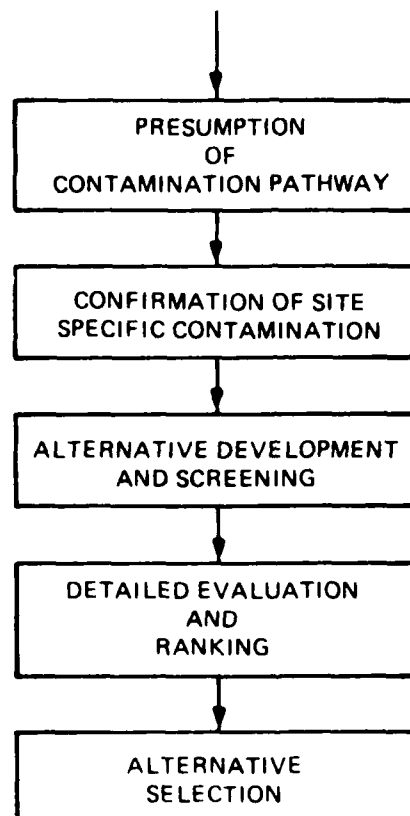 PRESUMPTION
OF
CONTAMINATION PATHWAY
CONFIRMATION OF SITE
SPECIFIC CONTAMINATION
ALTERNATIVE DEVELOPMENT
AND SCREENING
DETAILED EVALUATION
AND
RANKING
ALTERNATIVE
SELECTION